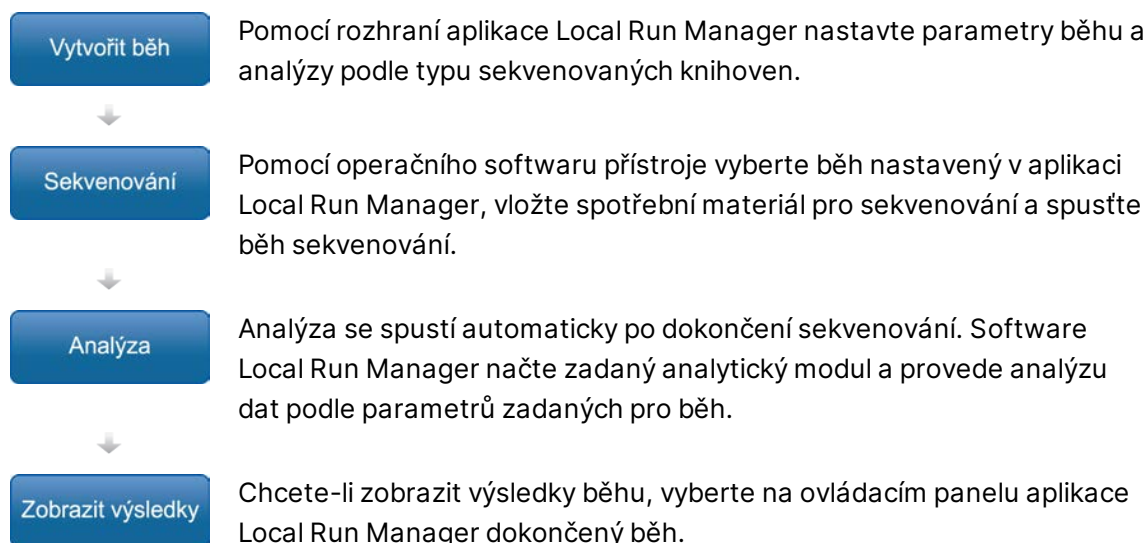 Vytvořit běh
Pomocí rozhraní aplikace Local Run Manager nastavte parametry běhu a
analýzy podle typu sekvenovaných knihoven.
Sekvenování
Pomocí operačního softwaru přístroje vyberte běh nastavený v aplikaci
Local Run Manager, vložte spotřební materiál pro sekvenování a spusťte
běh sekvenování.
Analýza
Analýza se spustí automaticky po dokončení sekvenování. Software
Local Run Manager načte zadaný analytický modul a provede analýzu
dat podle parametrů zadaných pro běh.
Zobrazit výsledky
Chcete-li zobrazit výsledky běhu, vyberte na ovládacím panelu aplikace
Local Run Manager dokončený běh.